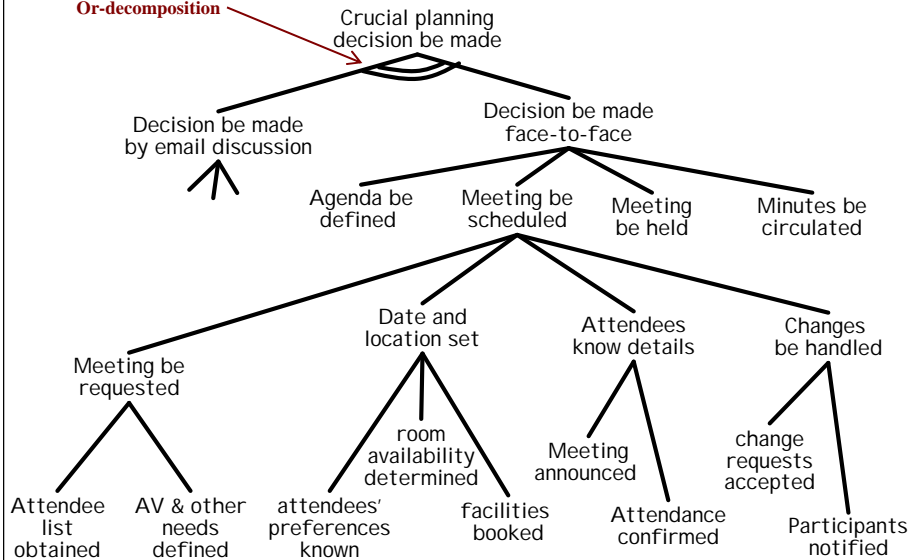 Or-decomposition
Crucial planning
decision be made
Decision be made
by email discussion
Decision be made
face-to-face
Agenda be
defined
Meeting be
scheduled
Meeting
be held
Minutes be
circulated
Meeting be
requested
Date and
location set
Attendees
know details
Changes
be handled
Attendee
list
obtained
AV & other
needs
defined
attendees'
preferences
known
room
availability
determined
facilities
booked
Meeting
announced
Attendance
confirmed
change
requests
accepted
Participants
notified